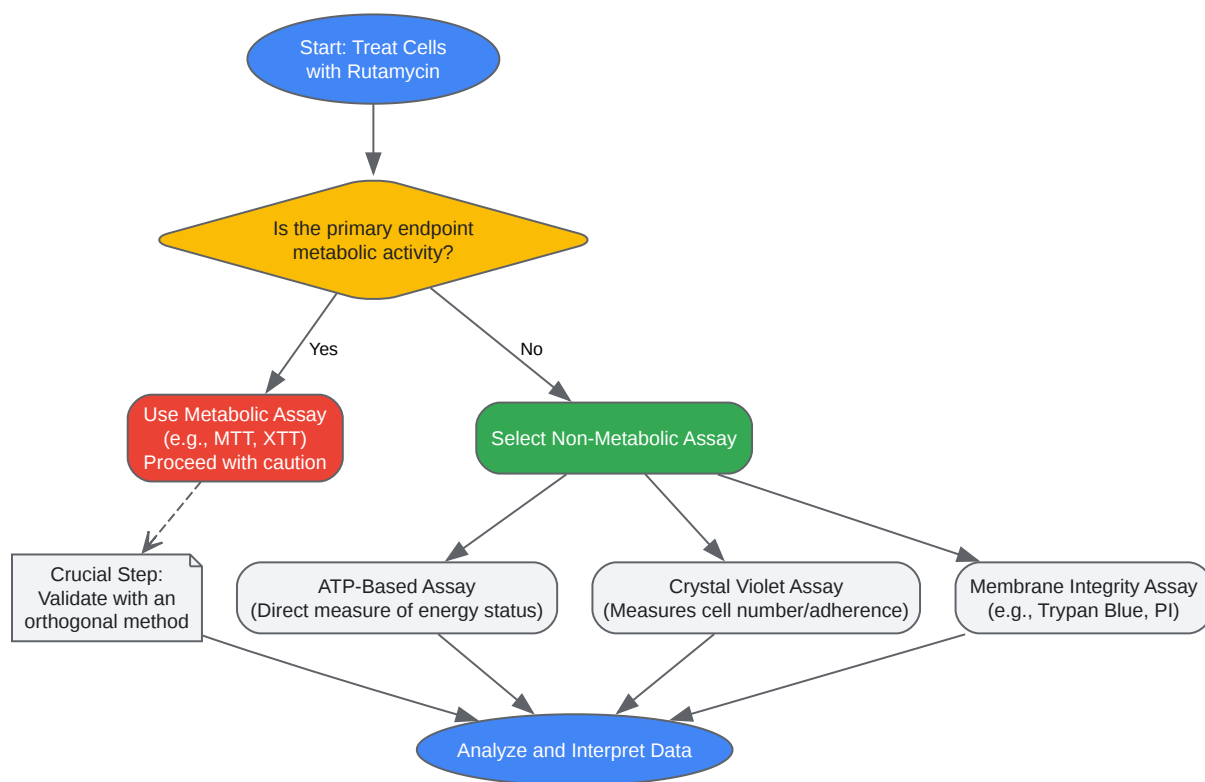 Start: Treat Cells
with Rutamycin
Is the primary endpoint
metabolic activity?
Yes
No
Use Metabolic Assay
(e.g., MTT, XTT)
Proceed with caution
Select Non-Metabolic Assay
Crucial Step:
Validate with an
orthogonal method
ATP-Based Assay
(Direct measure of energy status)
Crystal Violet Assay
(Measures cell number/adherence)
Membrane Integrity Assay
(e.g., Trypan Blue, PI)
Analyze and Interpret Data